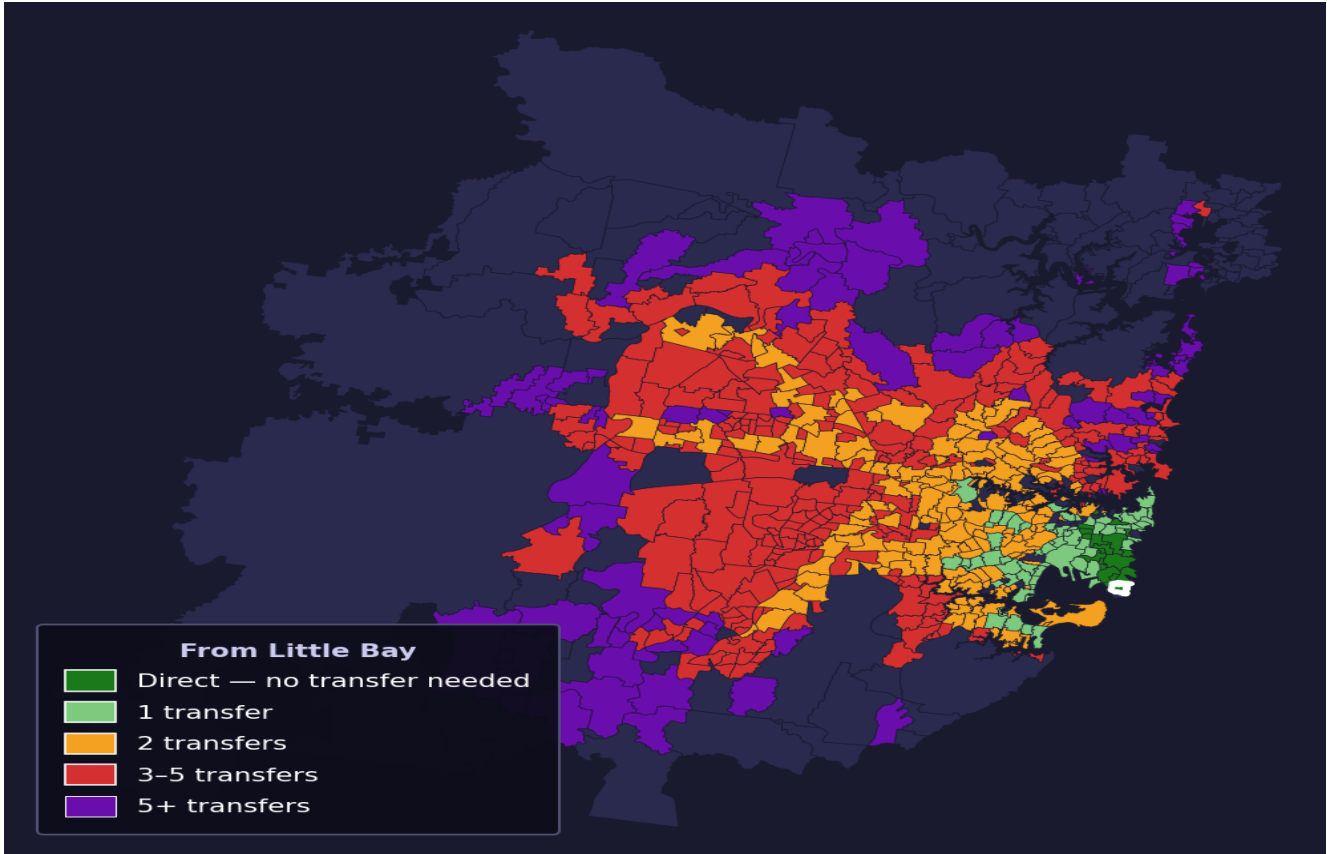 From Little Bay
Direct — no transfer needed
1 transfer
2 transfers
3–5 transfers
5+ transfers